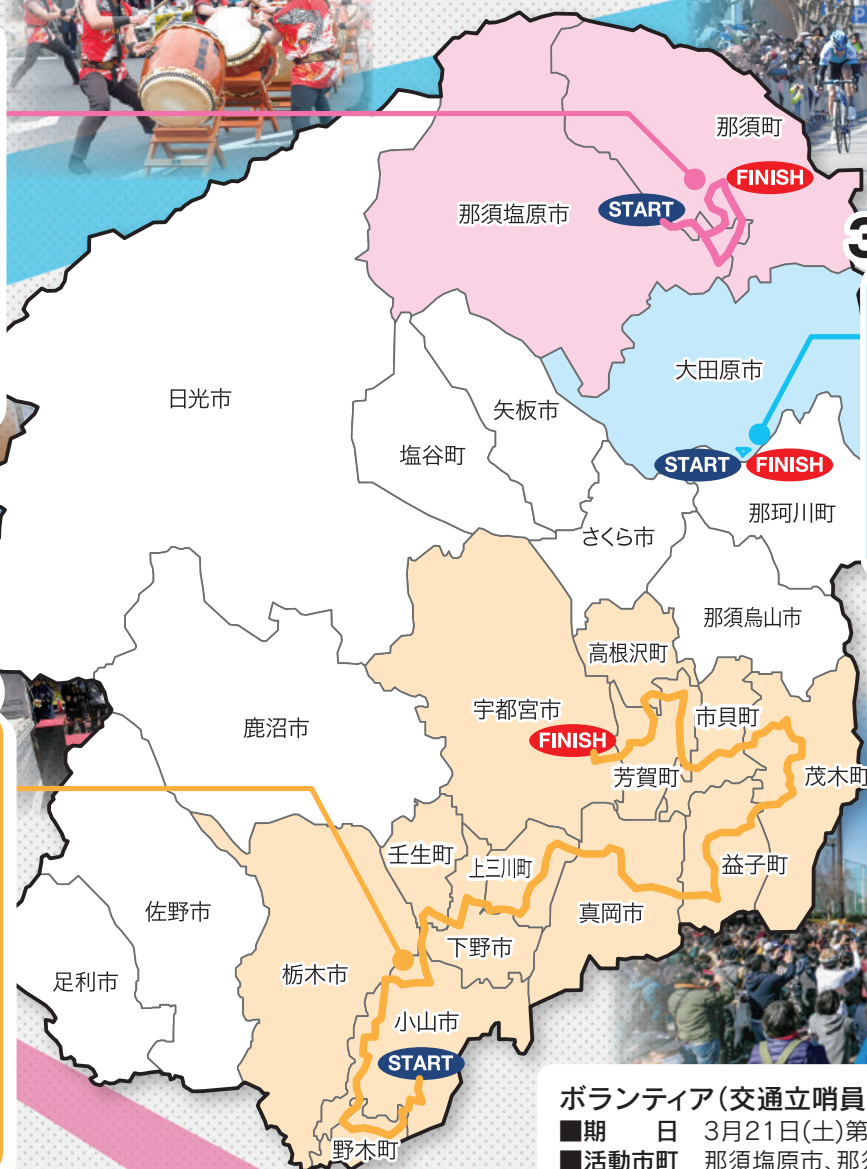 那須町
FINISH
那須塩原市
START
3
大田原市
日光市
矢板市
塩谷町
START
FINISH
那珂川町
さくら市
那須烏山市
高根沢町
宇都宮市
市貝町
鹿沼市
FINISH
芳賀町
茂木町
壬生町
上三川町
益子町
佐野市
真岡市
下野市
栃木市
足利市
小山市
START
野木町
ボランティア(交通立哨員
■期　日　3月21日(土)第
■活動市町　那須塩原市、那須